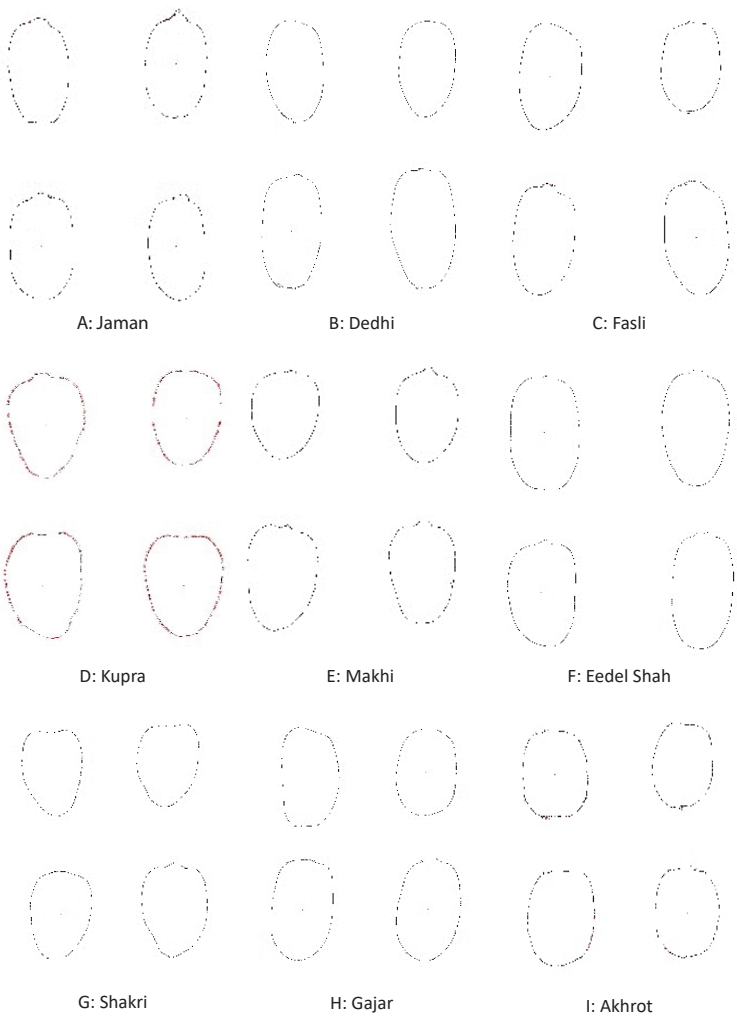 A: Jaman
B: Dedhi
C: Fasli
D: Kupra
E: Makhi
F: Eedel Shah
G: Shakri
H: Gajar
I: Akhrot